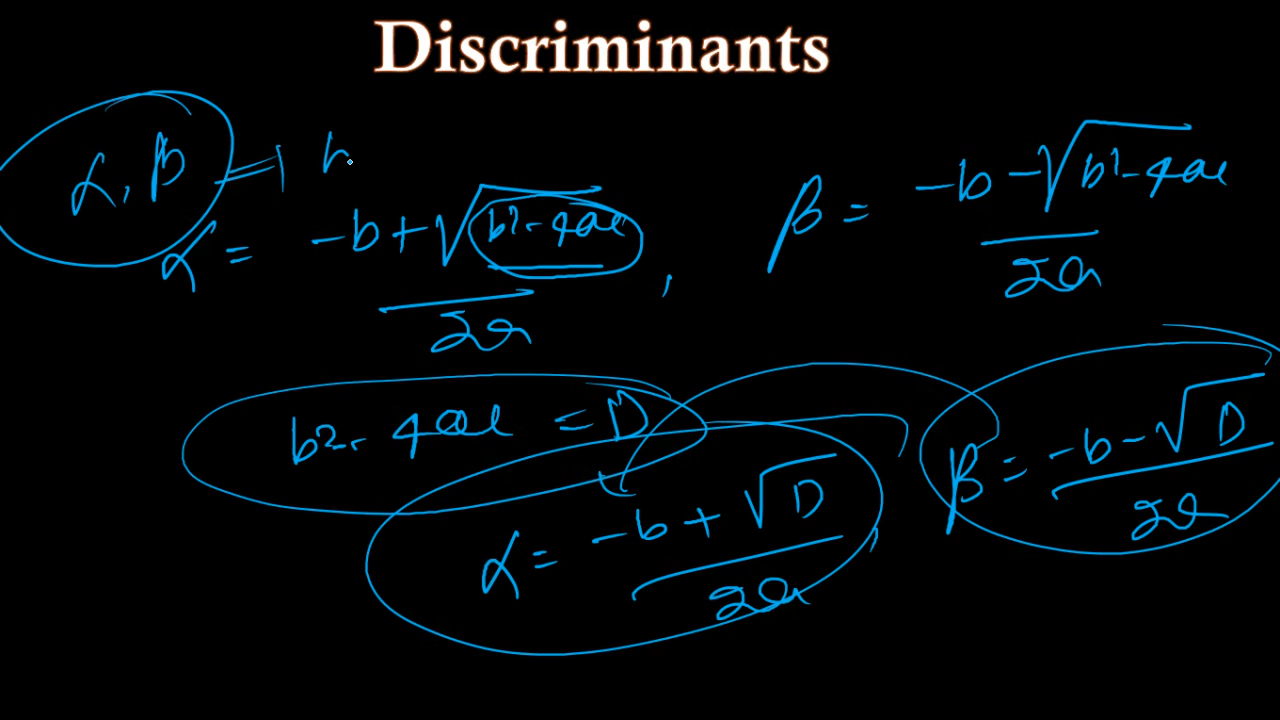 Discriminants
α, β ⇒
α = -b + √b²-4ac / 2a , β = -b - √b²-4ac / 2a
b²-4ac = D
α = -b + √D / 2a
β = -b - √D / 2a